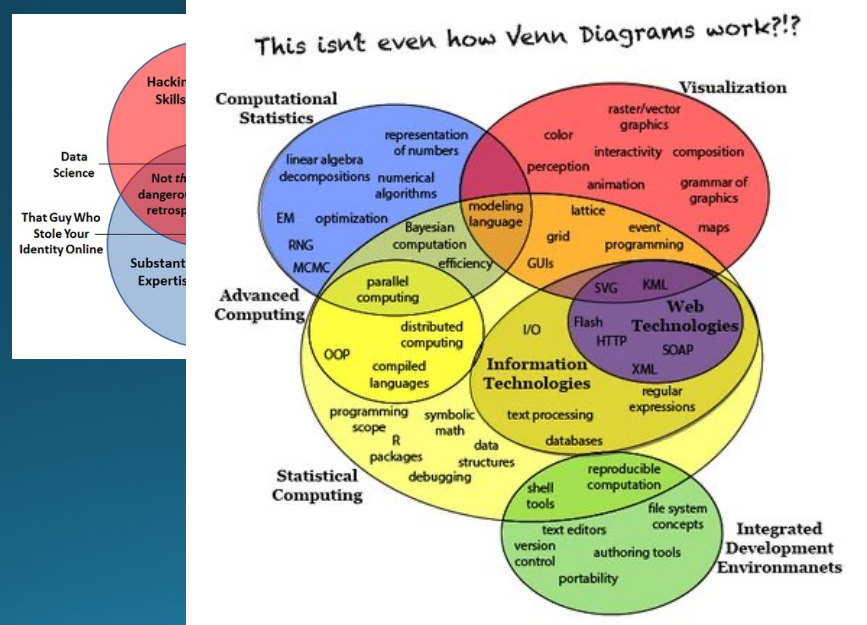 This isn't even how Venn Diagrams work?!?
Hackin
Skills
Data
Science
Not th
dangero
retrosp
That Guy Who
Stole Your
Identity Online
Substant
Expertis
Computational
Statistics
representation
of numbers
linear algebra
decompositions
numerical
algorithms
EM
optimization
RNG
MCMC
Bayesian
computation
efficiency
Visualization
raster/vector
graphics
color
perception
interactivity
composition
animation
grammar of
graphics
maps
modeling
language
lattice
grid
event
programming
GUIs
Advanced
Computing
parallel
computing
distributed
computing
OOP
compiled
languages
SVG
KML
Web
Technologies
Flash
HTTP
SOAP
XML
I/O
Information
Technologies
regular
expressions
text processing
databases
programming
scope
symbolic
math
R
packages
data
structures
debugging
Statistical
Computing
reproducible
computation
shell
tools
file system
concepts
text editors
version
control
authoring tools
portability
Integrated
Development
Environmanets